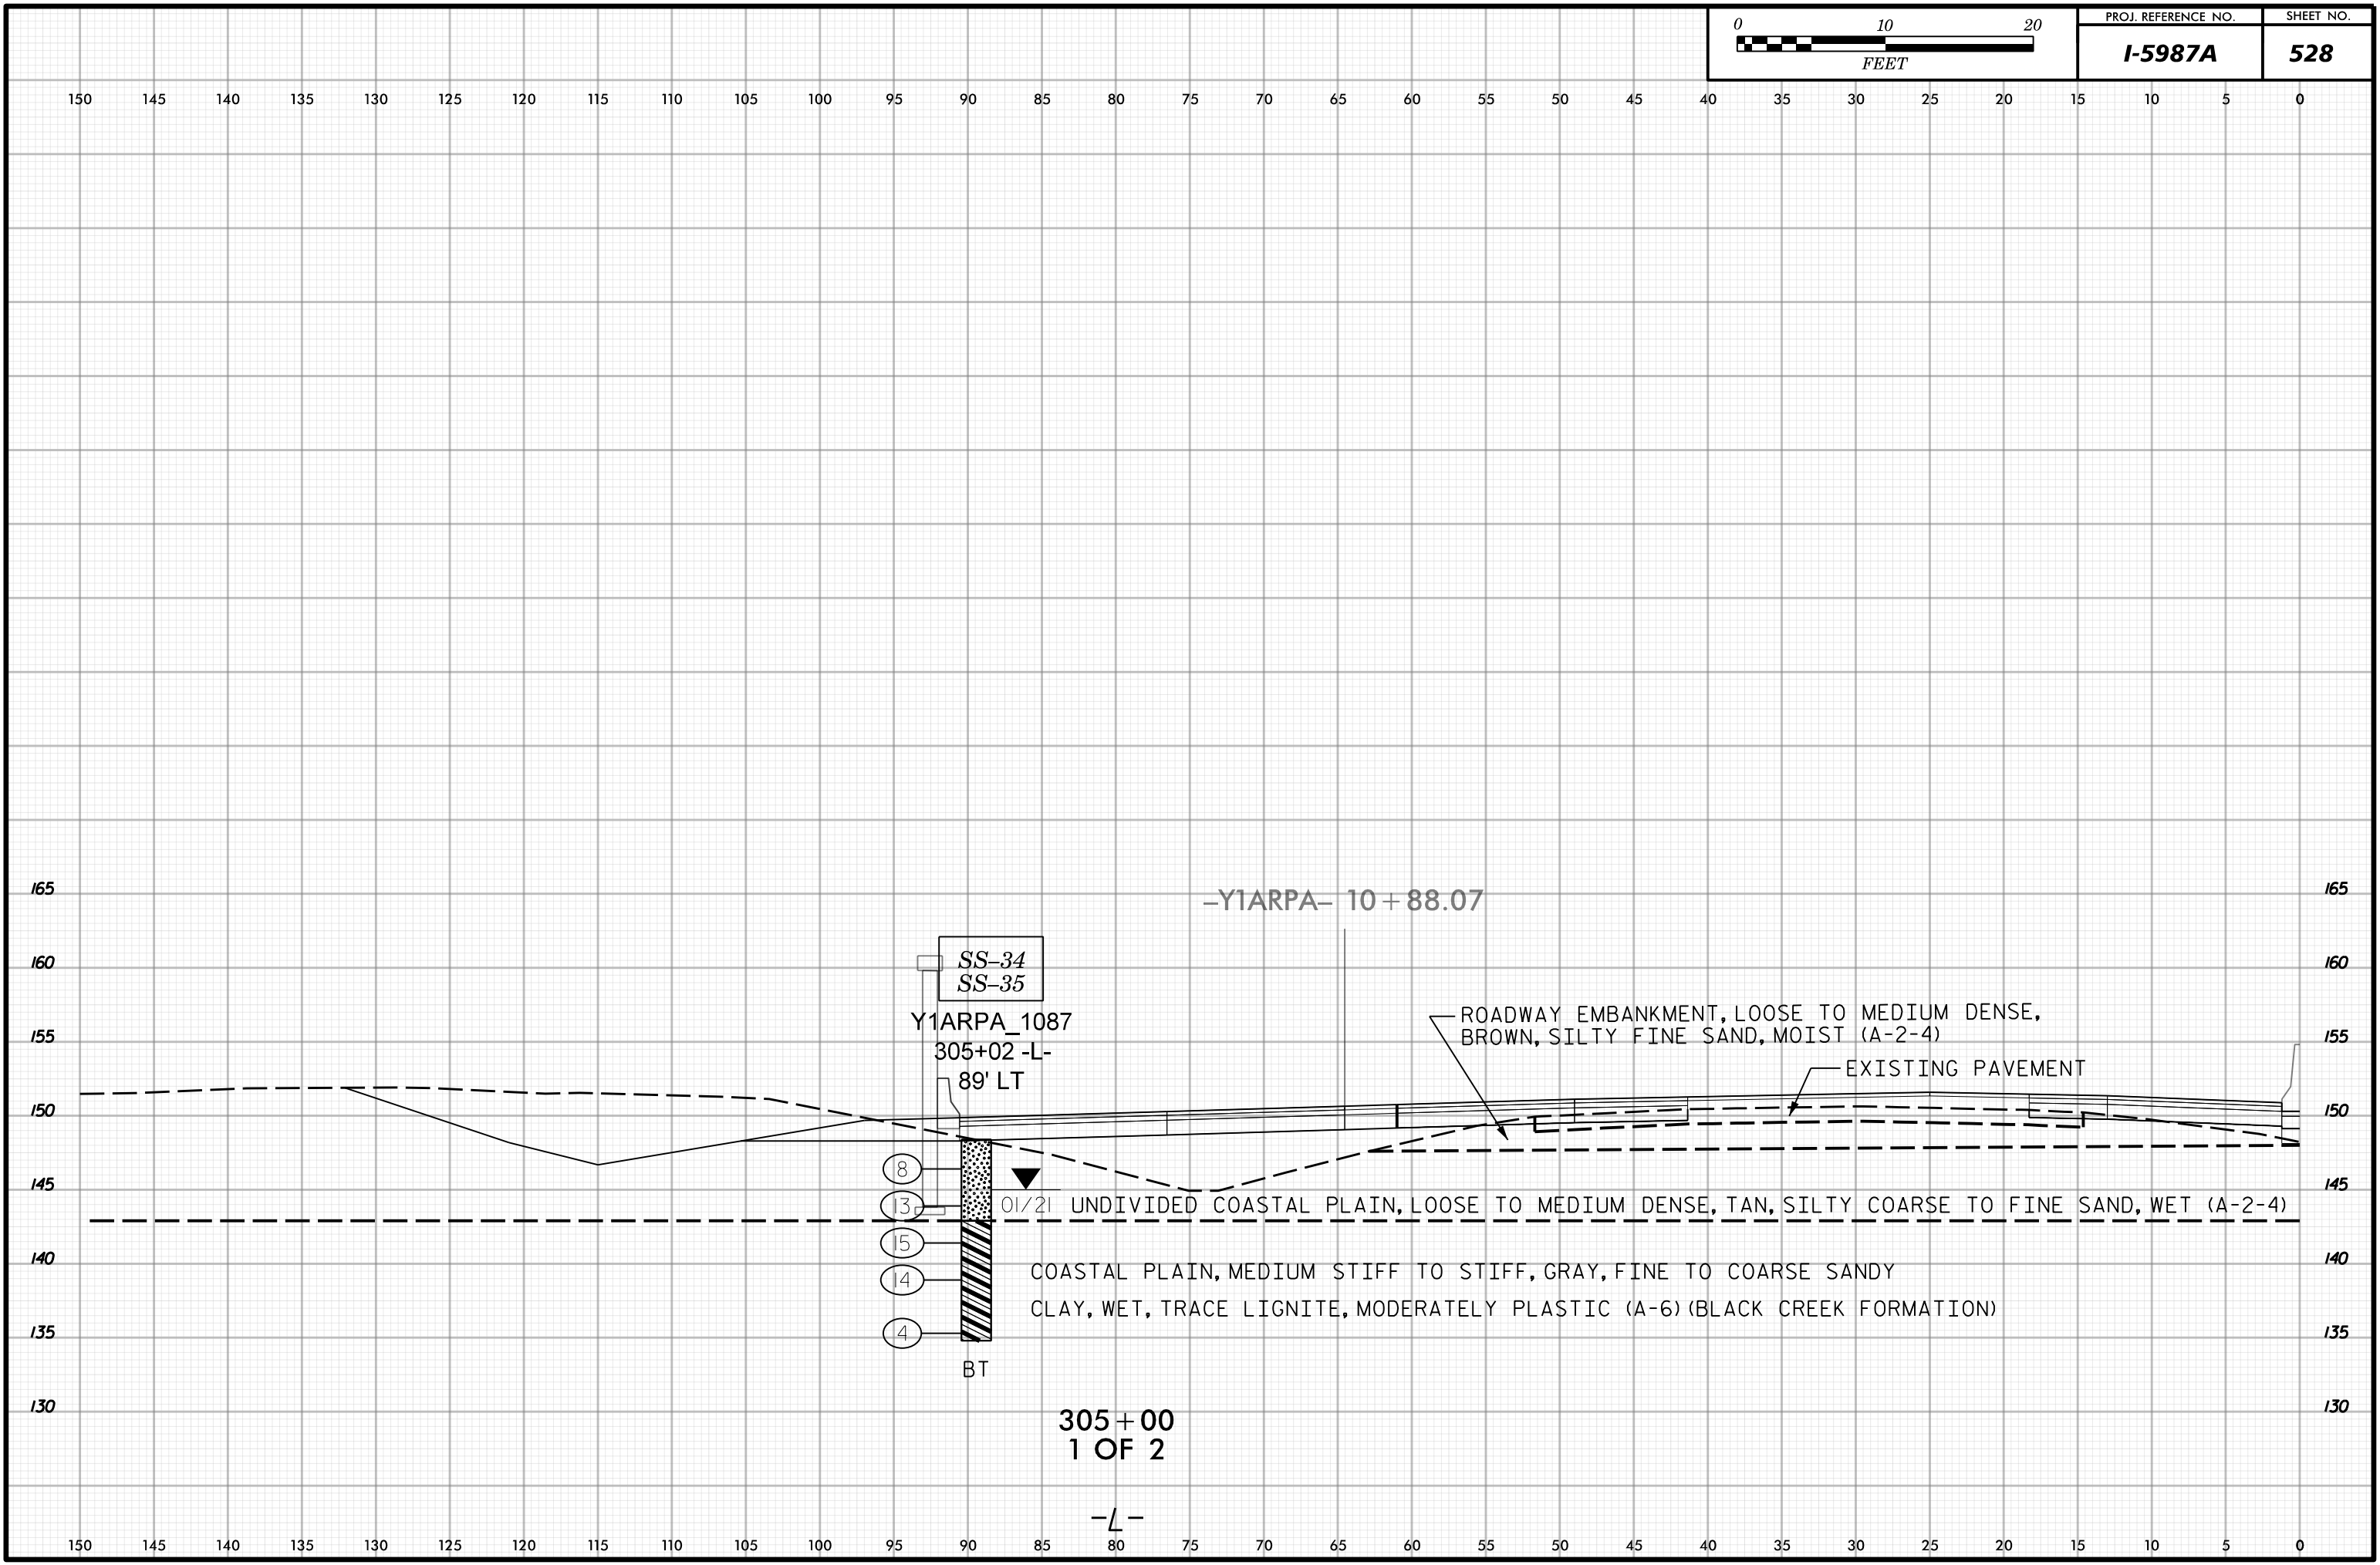 0 10 20
FEET
PROJ. REFERENCE NO.
SHEET NO.
I-5987A
528
150 145 140 135 130 125 120 115 110 105 100 95 90 85 80 75 70 65 60 55 50 45 40 35 30 25 20 15 10 5 0
165 165
–Y1ARPA– 10+88.07
160 160
SS–34
SS–35
Y1ARPA_1087
305+02 -L-
89' LT
ROADWAY EMBANKMENT, LOOSE TO MEDIUM DENSE,
BROWN, SILTY FINE SAND, MOIST (A-2-4)
155 155
EXISTING PAVEMENT
150 150
8
145 145
13
01/21
UNDIVIDED COASTAL PLAIN, LOOSE TO MEDIUM DENSE, TAN, SILTY COARSE TO FINE SAND, WET (A-2-4)
15
140 140
14
COASTAL PLAIN, MEDIUM STIFF TO STIFF, GRAY, FINE TO COARSE SANDY
CLAY, WET, TRACE LIGNITE, MODERATELY PLASTIC (A-6) (BLACK CREEK FORMATION)
135 135
4
BT
130 130
305+00
1 OF 2
-L-
150 145 140 135 130 125 120 115 110 105 100 95 90 85 80 75 70 65 60 55 50 45 40 35 30 25 20 15 10 5 0